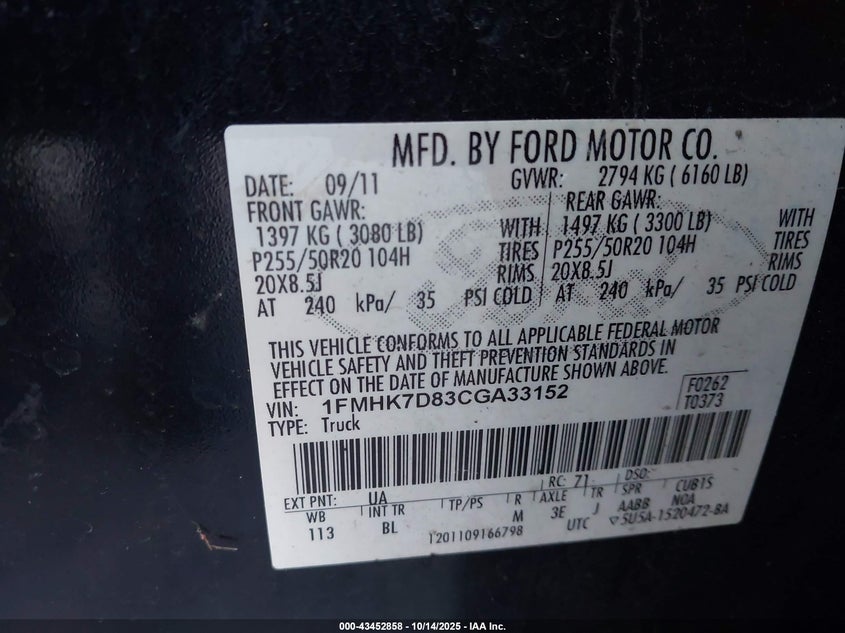 MFD. BY FORD MOTOR CO.
DATE: 09/11 GVWR: 2794 KG ( 6160 LB)
FRONT GAWR: REAR GAWR:
1397 KG ( 3080 LB) WITH 1497 KG ( 3300 LB) WITH
P255/50R20 104H TIRES P255/50R20 104H TIRES
20X8.5J RIMS 20X8.5J RIMS
AT 240 kPa/ 35 PSI COLD AT 240 kPa/ 35 PSI COLD
THIS VEHICLE CONFORMS TO ALL APPLICABLE FEDERAL MOTOR
VEHICLE SAFETY AND THEFT PREVENTION STANDARDS IN
EFFECT ON THE DATE OF MANUFACTURE SHOWN ABOVE.
VIN: 1FMHK7D83CGA33152 F0262
TYPE: Truck T0373
EXT PNT: UA RC: 71 DSO:
WB INT TR TP/PS R AXLE TR SPR CUBTS
113 BL M 3E J AABB NOA
1201109166798 UTC ▽5U5A-1520472-BA
000-43452858 - 10/14/2025 - IAA Inc.